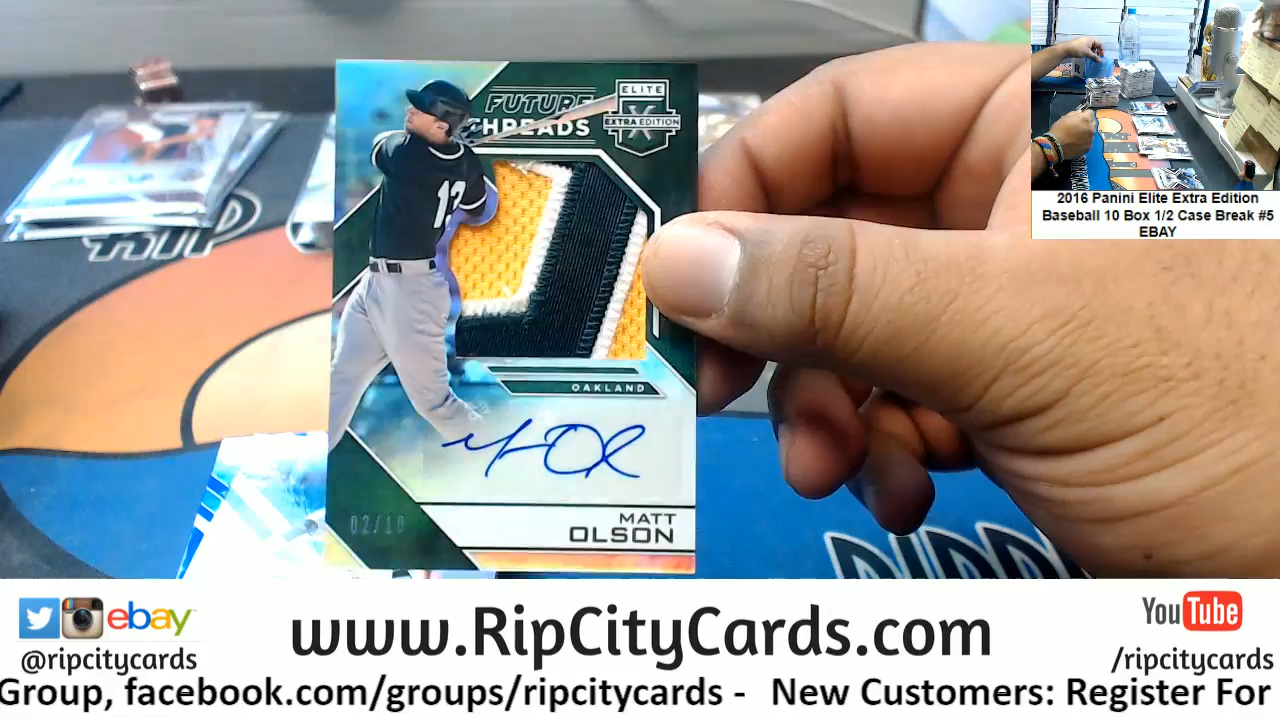 FUTURE
THREADS
ELITE
X
EXTRA EDITION
13
OAKLAND
MATT
OLSON
02/10
RIP
2016 Panini Elite Extra Edition
Baseball 10 Box 1/2 Case Break #5
EBAY
ebay
@ripcitycards
www.RipCityCards.com
YouTube
/ripcitycards
Group, facebook.com/groups/ripcitycards - New Customers: Register For